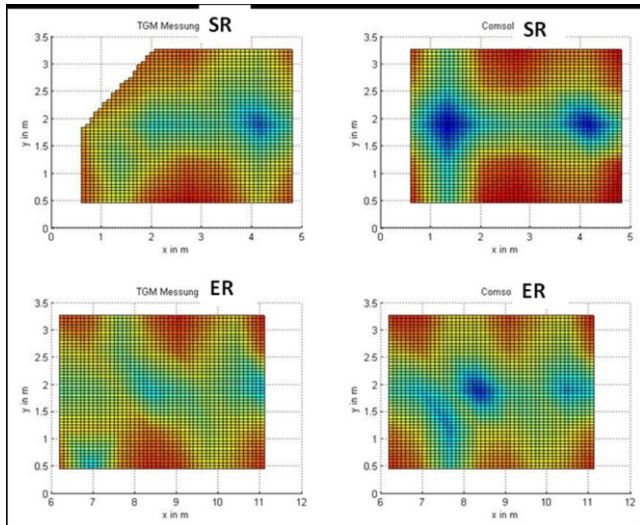 TGM Messung SR
Comsol SR
3.5
3
2.5
2
1.5
1
0.5
0
y in m
0 1 2 3 4 5
x in m
3.5
3
2.5
2
1.5
1
0.5
0
y in m
0 1 2 3 4 5
x in m
TGM Messung ER
Comsol ER
3.5
3
2.5
2
1.5
1
0.5
0
y in m
6 7 8 9 10 11 12
x in m
3.5
3
2.5
2
1.5
1
0.5
0
y in m
6 7 8 9 10 11 12
x in m